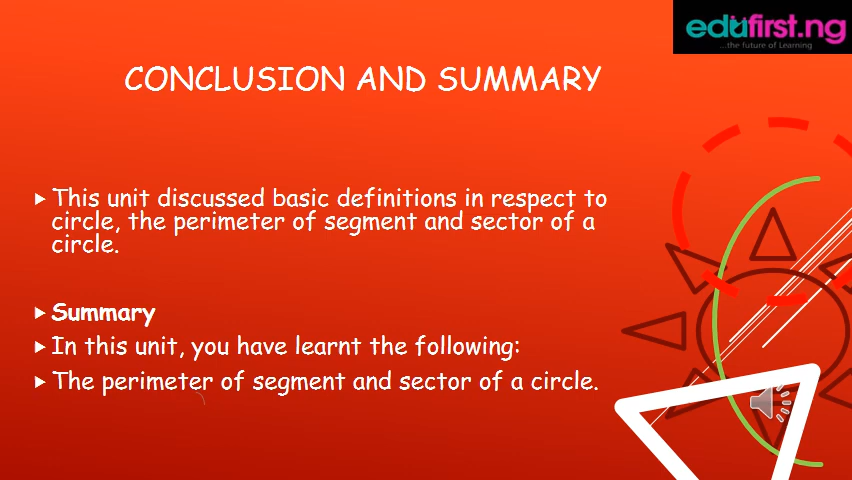 edufirst.ng
...the future of Learning
CONCLUSION AND SUMMARY
This unit discussed basic definitions in respect to
circle, the perimeter of segment and sector of a
circle.
Summary
In this unit, you have learnt the following:
The perimeter of segment and sector of a circle.